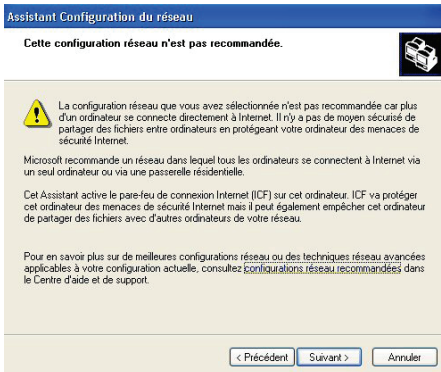 Assistant Configuration du réseau
Cette configuration réseau n'est pas recommandée.
La configuration réseau que vous avez sélectionnée n'est pas recommandée car plus
d'un ordinateur se connecte directement à Internet. Il n'y a pas de moyen sécurisé de
partager des fichiers entre ordinateurs en protégeant votre ordinateur des menaces de
sécurité Internet.
Microsoft recommande un réseau dans lequel tous les ordinateurs se connectent à Internet via
un seul ordinateur ou via une passerelle résidentielle.
Cet Assistant active le pare-feu de connexion Internet (ICF) sur cet ordinateur. ICF va protéger
cet ordinateur des menaces de sécurité Internet mais il peut également empêcher cet ordinateur
de partager des fichiers avec d'autres ordinateurs de votre réseau.
Pour en savoir plus sur de meilleures configurations réseau ou des techniques réseau avancées
applicables à votre configuration actuelle, consultez configurations réseau recommandées dans
le Centre d'aide et de support.
< Précédent Suivant > Annuler